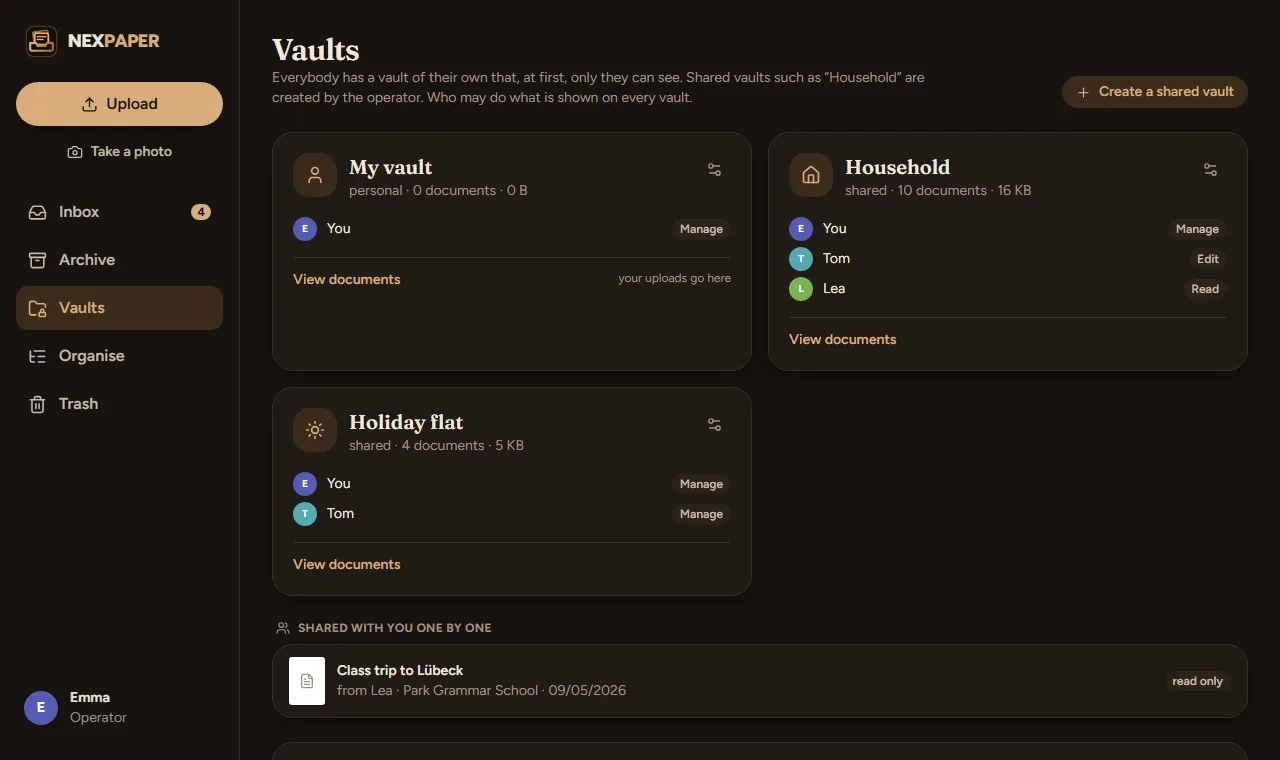 NEXPAPER
Upload
Take a photo
Inbox
4
Archive
Vaults
Organise
Trash
E
Emma
Operator
Vaults
Everybody has a vault of their own that, at first, only they can see. Shared vaults such as “Household” are
created by the operator. Who may do what is shown on every vault.
Create a shared vault
My vault
personal · 0 documents · 0 B
E
You
Manage
View documents
your uploads go here
Household
shared · 10 documents · 16 KB
E
You
Manage
T
Tom
Edit
L
Lea
Read
View documents
Holiday flat
shared · 4 documents · 5 KB
E
You
Manage
T
Tom
Manage
View documents
SHARED WITH YOU ONE BY ONE
Class trip to Lübeck
from Lea · Park Grammar School · 09/05/2026
read only